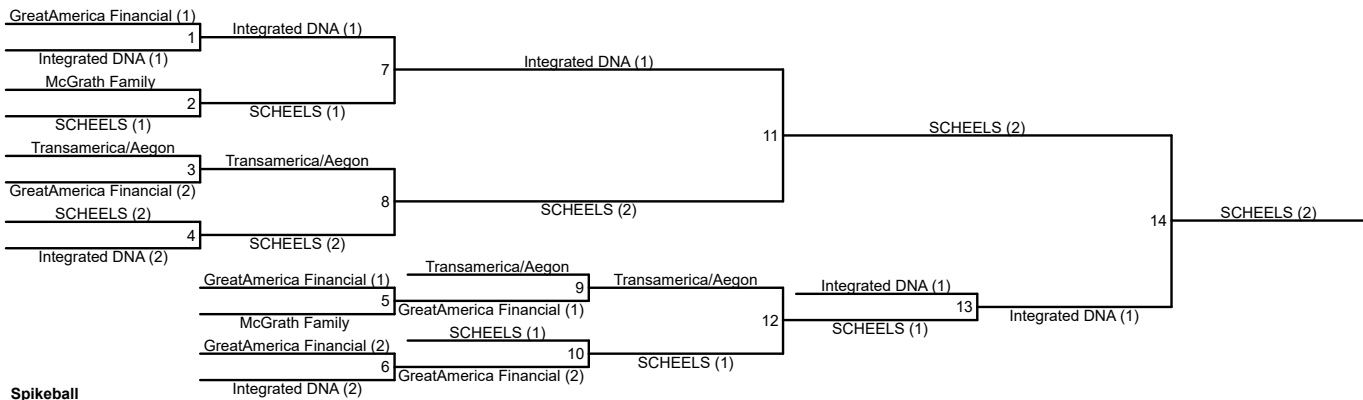 GreatAmerica Financial (1)
1
Integrated DNA (1)
Integrated DNA (1)
7
Integrated DNA (1)
McGrath Family
2
SCHEELS (1)
SCHEELS (1)
11
SCHEELS (2)
Transamerica/Aegon
3
GreatAmerica Financial (2)
Transamerica/Aegon
8
SCHEELS (2)
SCHEELS (2)
4
Integrated DNA (2)
SCHEELS (2)
14
SCHEELS (2)
GreatAmerica Financial (1)
5
McGrath Family
Transamerica/Aegon
9
GreatAmerica Financial (1)
Transamerica/Aegon
12
Integrated DNA (1)
13
SCHEELS (1)
Integrated DNA (1)
GreatAmerica Financial (2)
6
Integrated DNA (2)
SCHEELS (1)
10
GreatAmerica Financial (2)
SCHEELS (1)
Spikeball